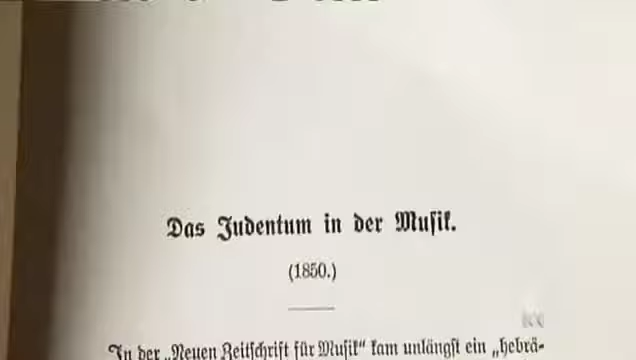 Das Judentum in der Musik.
(1850.)
In der „Neuen Zeitschrift für Musik“ kam unlängst ein „hebrä-